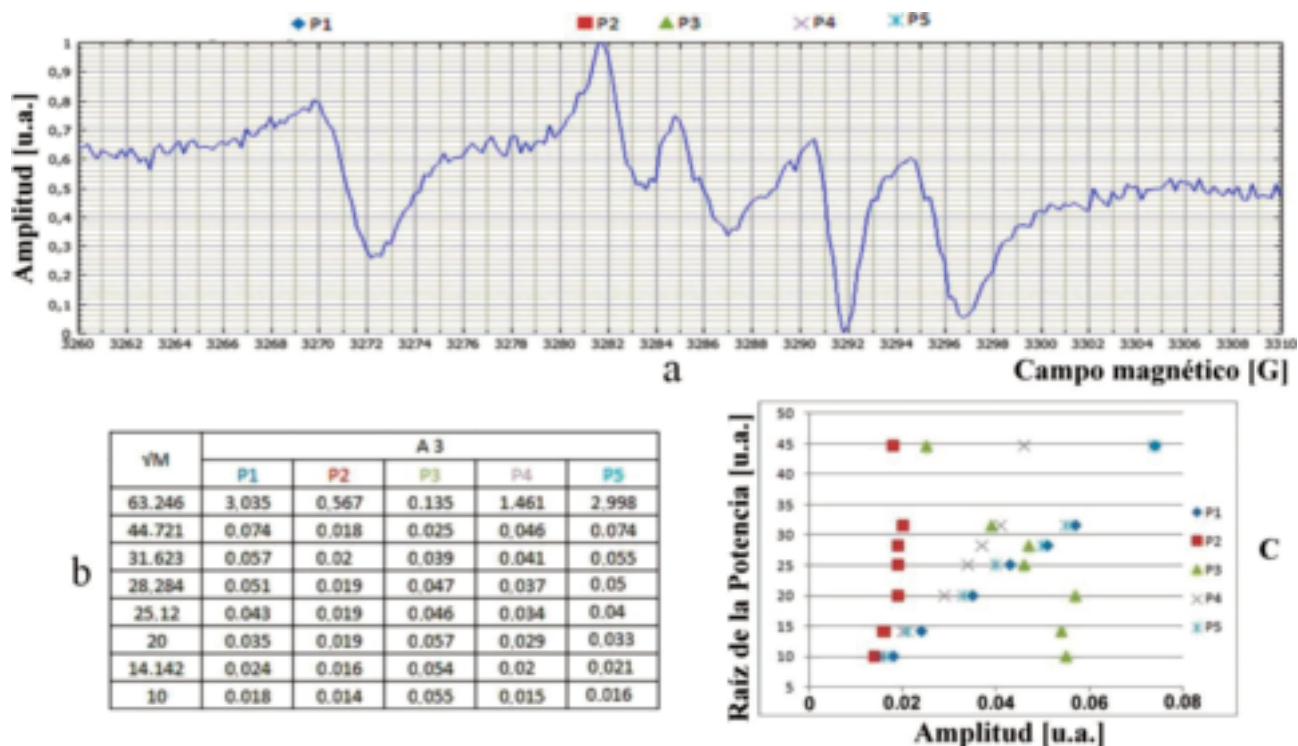 P1 P2 P3 P4 P5
Amplitud [u.a.]
1
0,9
0,8
0,7
0,6
0,5
0,4
0,3
0,2
0,1
0
3260 3262 3264 3266 3268 3270 3272 3274 3276 3278 3280 3282 3284 3286 3288 3290 3292 3294 3296 3298 3300 3302 3304 3306 3308 3310
a
Campo magnético [G]
b
√M A 3
P1 P2 P3 P4 P5
63.246 3,035 0,567 0.135 1.461 2,998
44.721 0,074 0,018 0,025 0,046 0,074
31.623 0,057 0,02 0,039 0,041 0,055
28,284 0,051 0,019 0,047 0,037 0,05
25,12 0,043 0,019 0,046 0,034 0,04
20 0,035 0,019 0,057 0,029 0,033
14.142 0,024 0,016 0,054 0,02 0,021
10 0.018 0,014 0,055 0,015 0,016
Raíz de la Potencia [u.a.]
50
45
40
35
30
25
20
15
10
5
0 0.02 0.04 0.06 0.08
Amplitud [u.a.]
P1
P2
P3
P4
P5
C